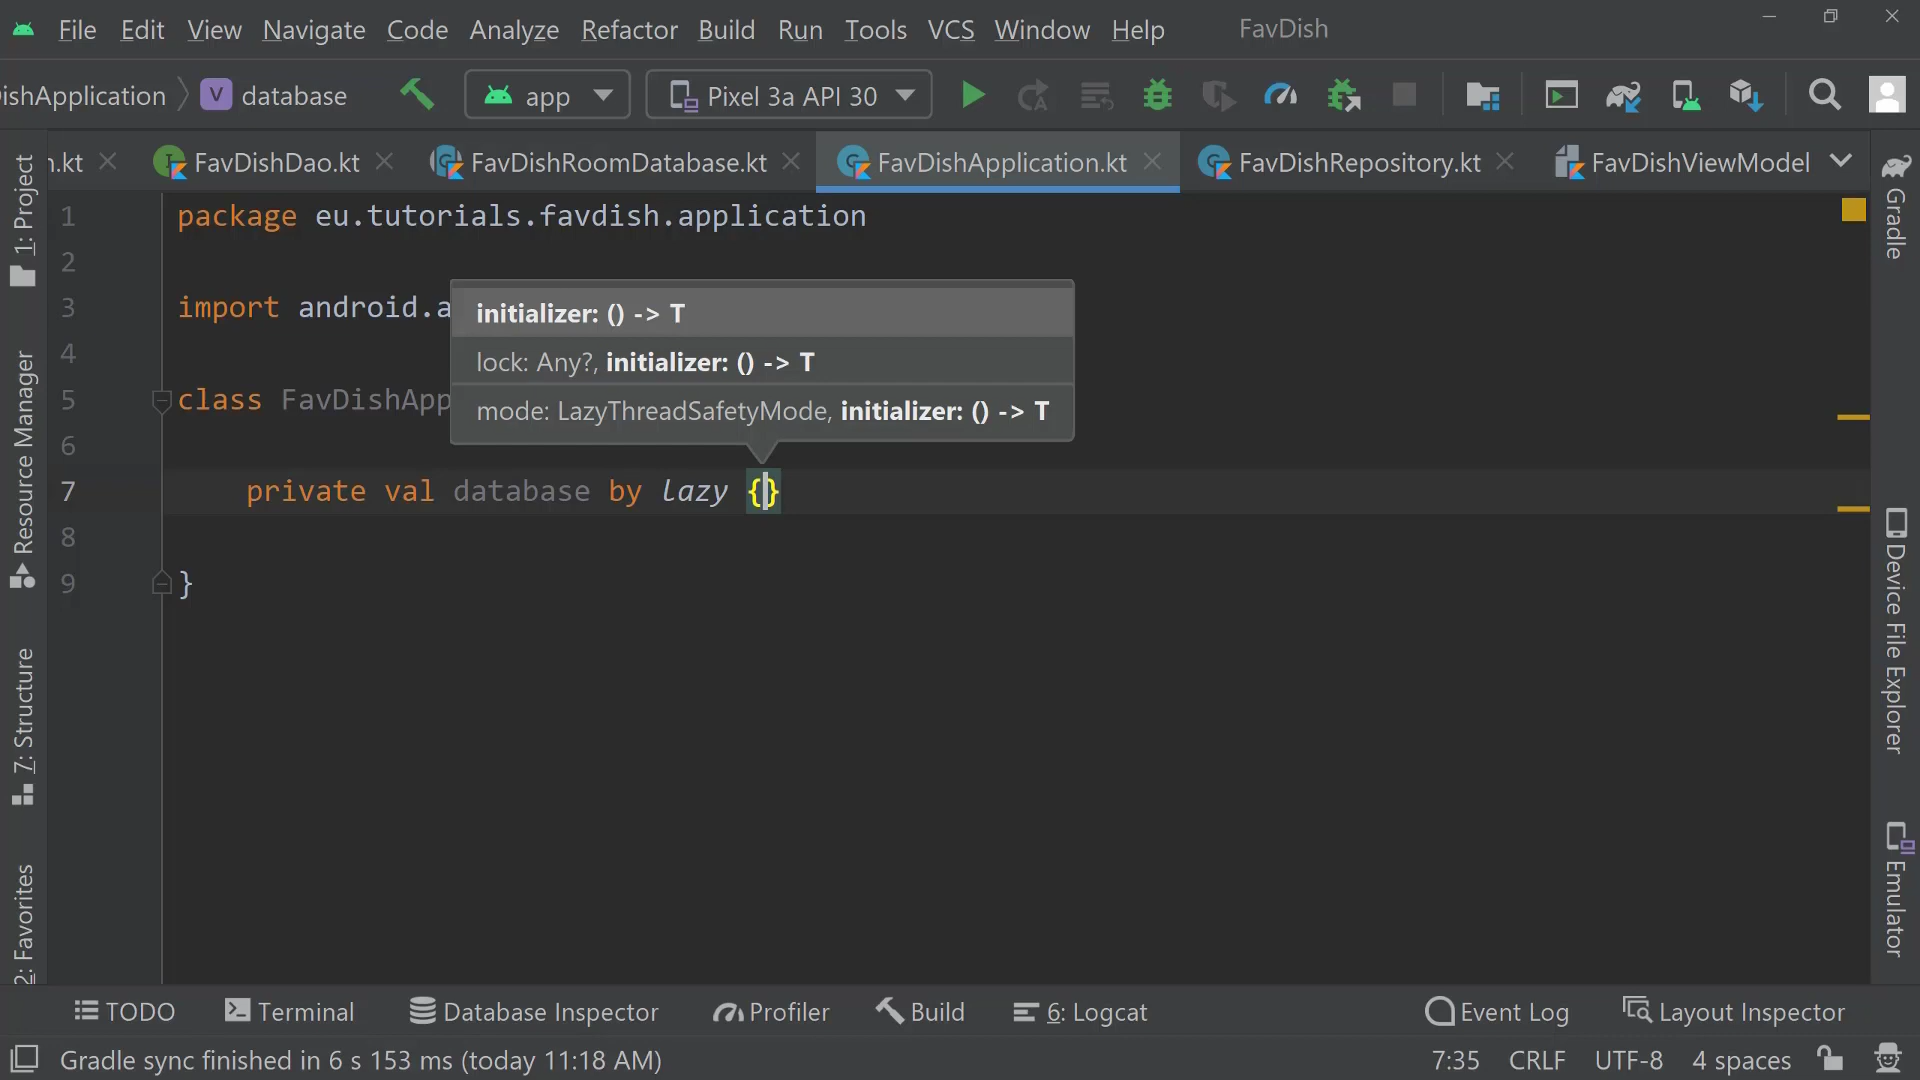 File Edit View Navigate Code Analyze Refactor Build Run Tools VCS Window Help FavDish
ishApplication V database app Pixel 3a API 30
n.kt FavDishDao.kt FavDishRoomDatabase.kt FavDishApplication.kt FavDishRepository.kt FavDishViewModel
1 package eu.tutorials.favdish.application
2
3 import android.a
4
5 class FavDishApp
6
7 private val database by lazy {}
8
9 }
initializer: () -> T
lock: Any?, initializer: () -> T
mode: LazyThreadSafetyMode, initializer: () -> T
1: Project
Resource Manager
7: Structure
2: Favorites
Gradle
Device File Explorer
Emulator
TODO Terminal Database Inspector Profiler Build 6: Logcat Event Log Layout Inspector
Gradle sync finished in 6 s 153 ms (today 11:18 AM) 7:35 CRLF UTF-8 4 spaces